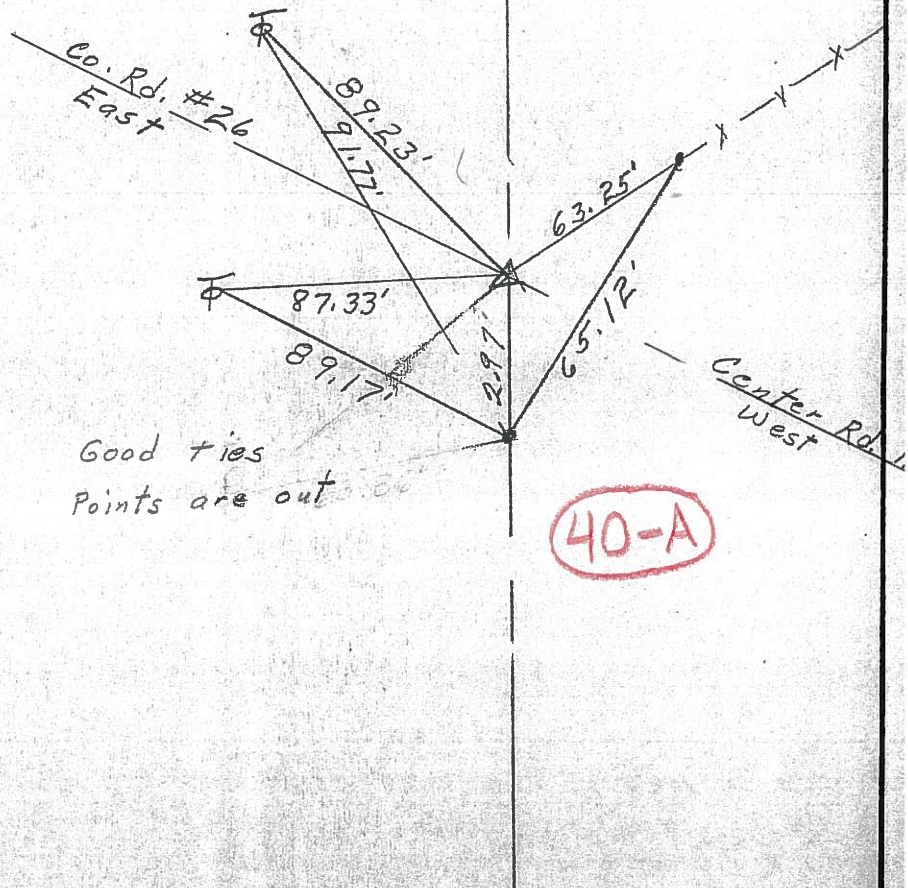 Co. Rd. #26
East
89.23'
91.77'
63.25'
87.33'
89.17'
2.97'
65.12'
Center Rd.
West
Good ties
Points are out
40-A